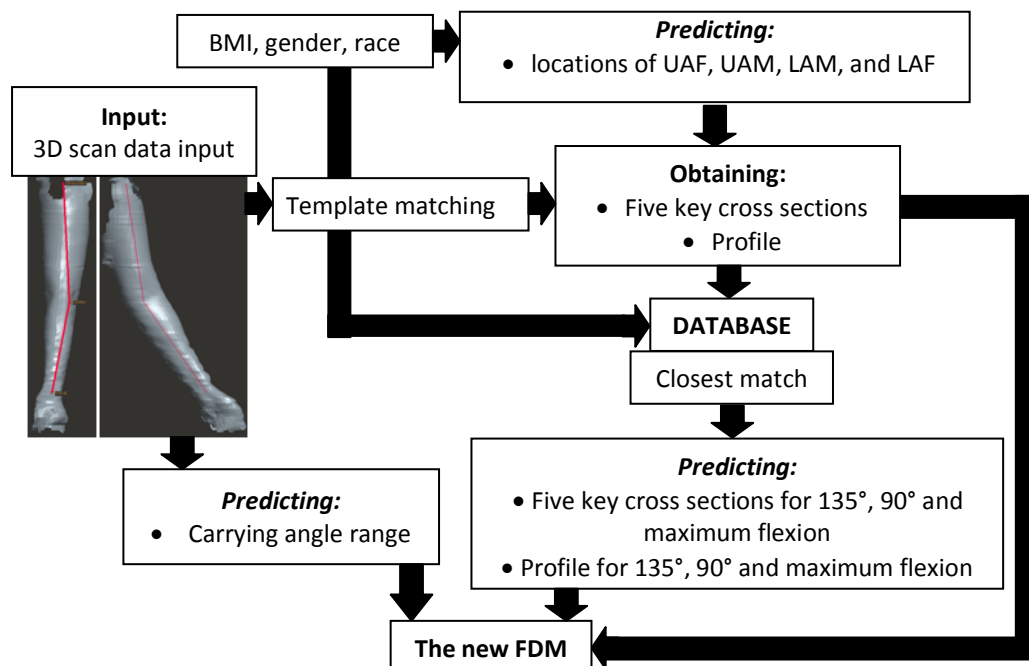 BMI, gender, race
Predicting:
• locations of UAF, UAM, LAM, and LAF
Input:
3D scan data input
Template matching
Obtaining:
• Five key cross sections
• Profile
DATABASE
Closest match
Predicting:
• Carrying angle range
Predicting:
• Five key cross sections for 135°, 90° and
maximum flexion
• Profile for 135°, 90° and maximum flexion
The new FDM